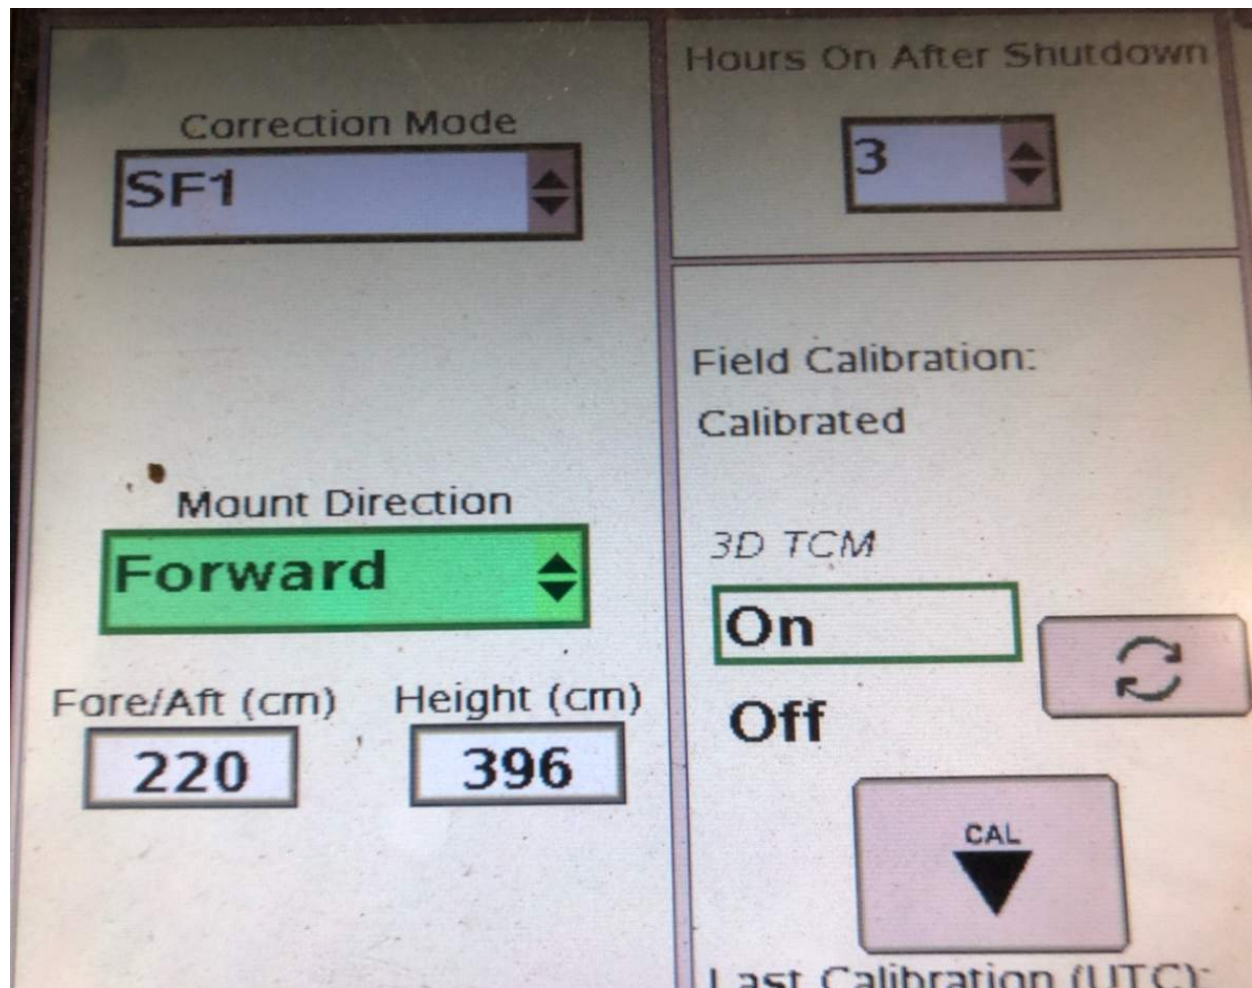 Correction Mode
SF1
Mount Direction
Forward
Fore/Aft (cm)
Height (cm)
220
396
Hours On After Shutdown
3
Field Calibration:
Calibrated
3D TCM
On
Off
CAL
Last Calibration (UTC):